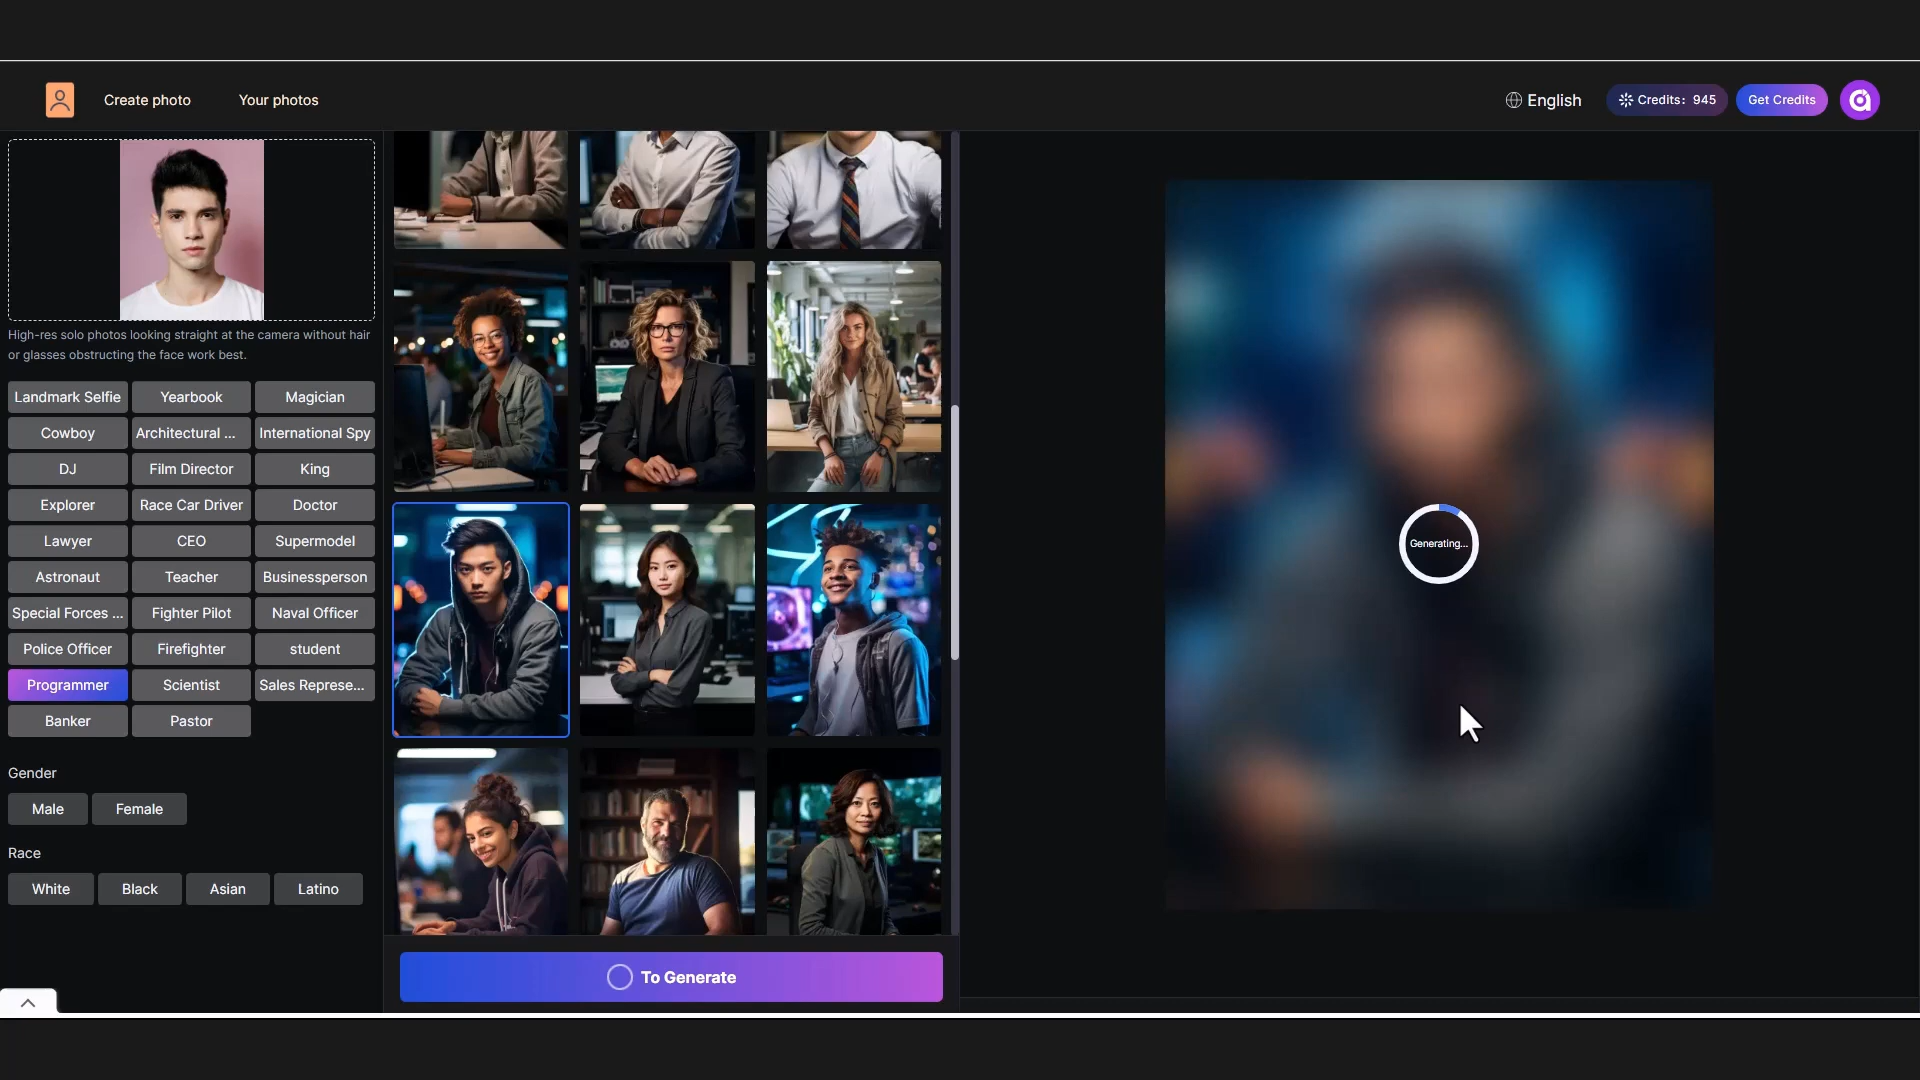 Create photo
Your photos
English
Credits: 945
Get Credits
High-res solo photos looking straight at the camera without hair
or glasses obstructing the face work best.
Landmark Selfie
Yearbook
Magician
Cowboy
Architectural ...
International Spy
DJ
Film Director
King
Explorer
Race Car Driver
Doctor
Lawyer
CEO
Supermodel
Astronaut
Teacher
Businessperson
Special Forces ...
Fighter Pilot
Naval Officer
Police Officer
Firefighter
student
Programmer
Scientist
Sales Represe...
Banker
Pastor
Gender
Male
Female
Race
White
Black
Asian
Latino
Generating...
To Generate